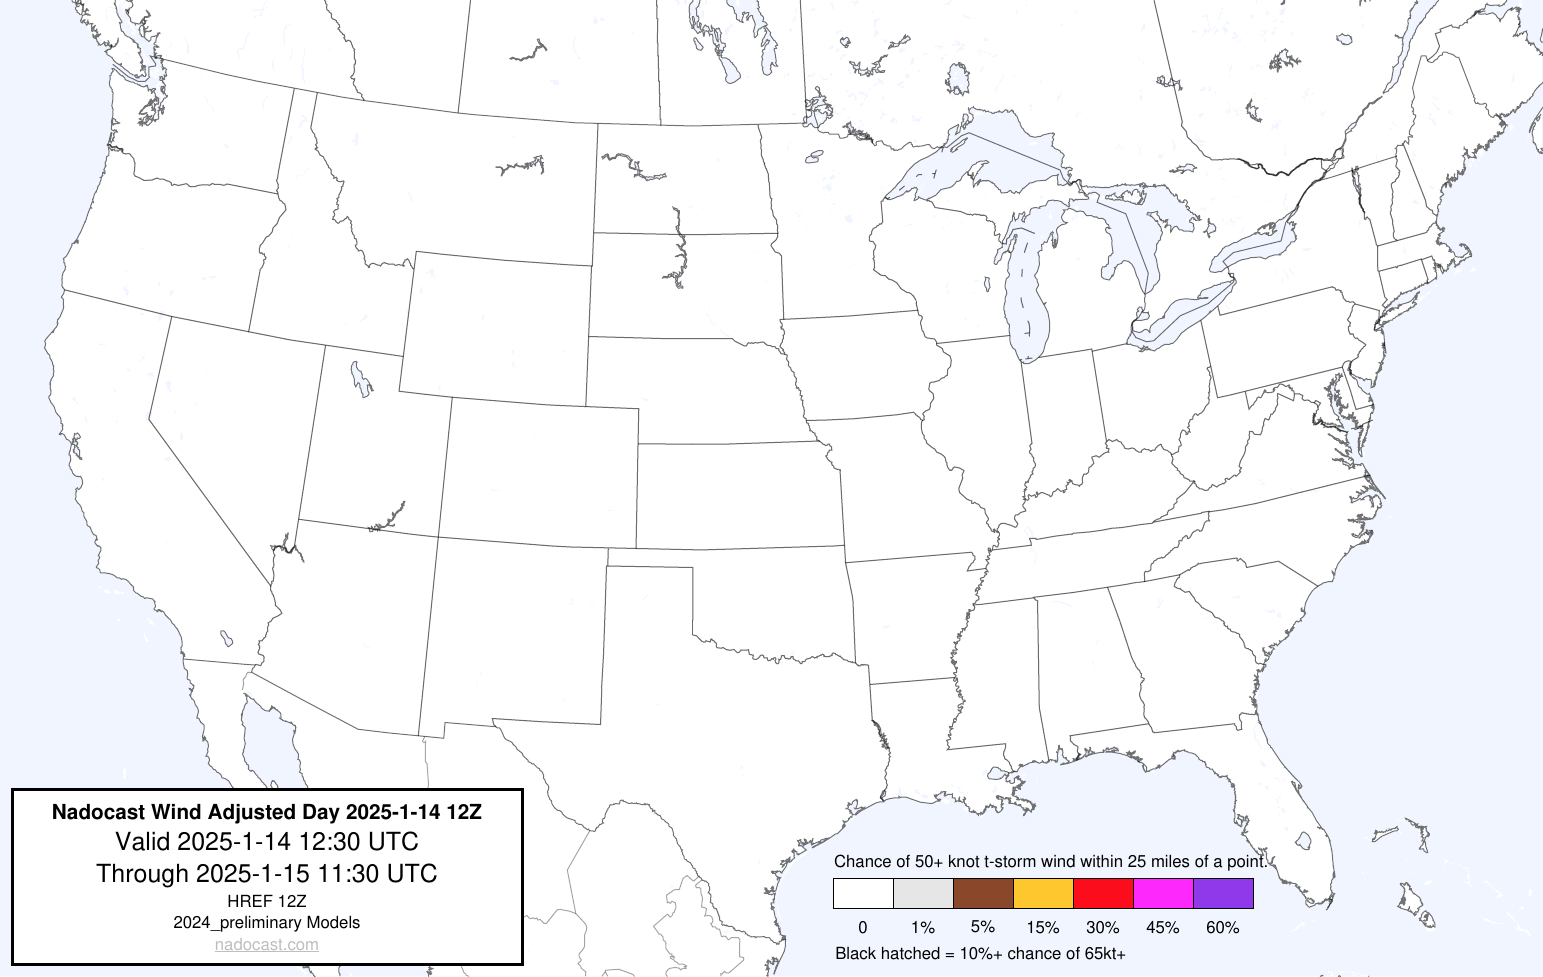 Nadocast Wind Adjusted Day 2025-1-14 12Z
Valid 2025-1-14 12:30 UTC
Through 2025-1-15 11:30 UTC
HREF 12Z
2024_preliminary Models
nadocast.com
Chance of 50+ knot t-storm wind within 25 miles of a point.
0 1% 5% 15% 30% 45% 60%
Black hatched = 10%+ chance of 65kt+